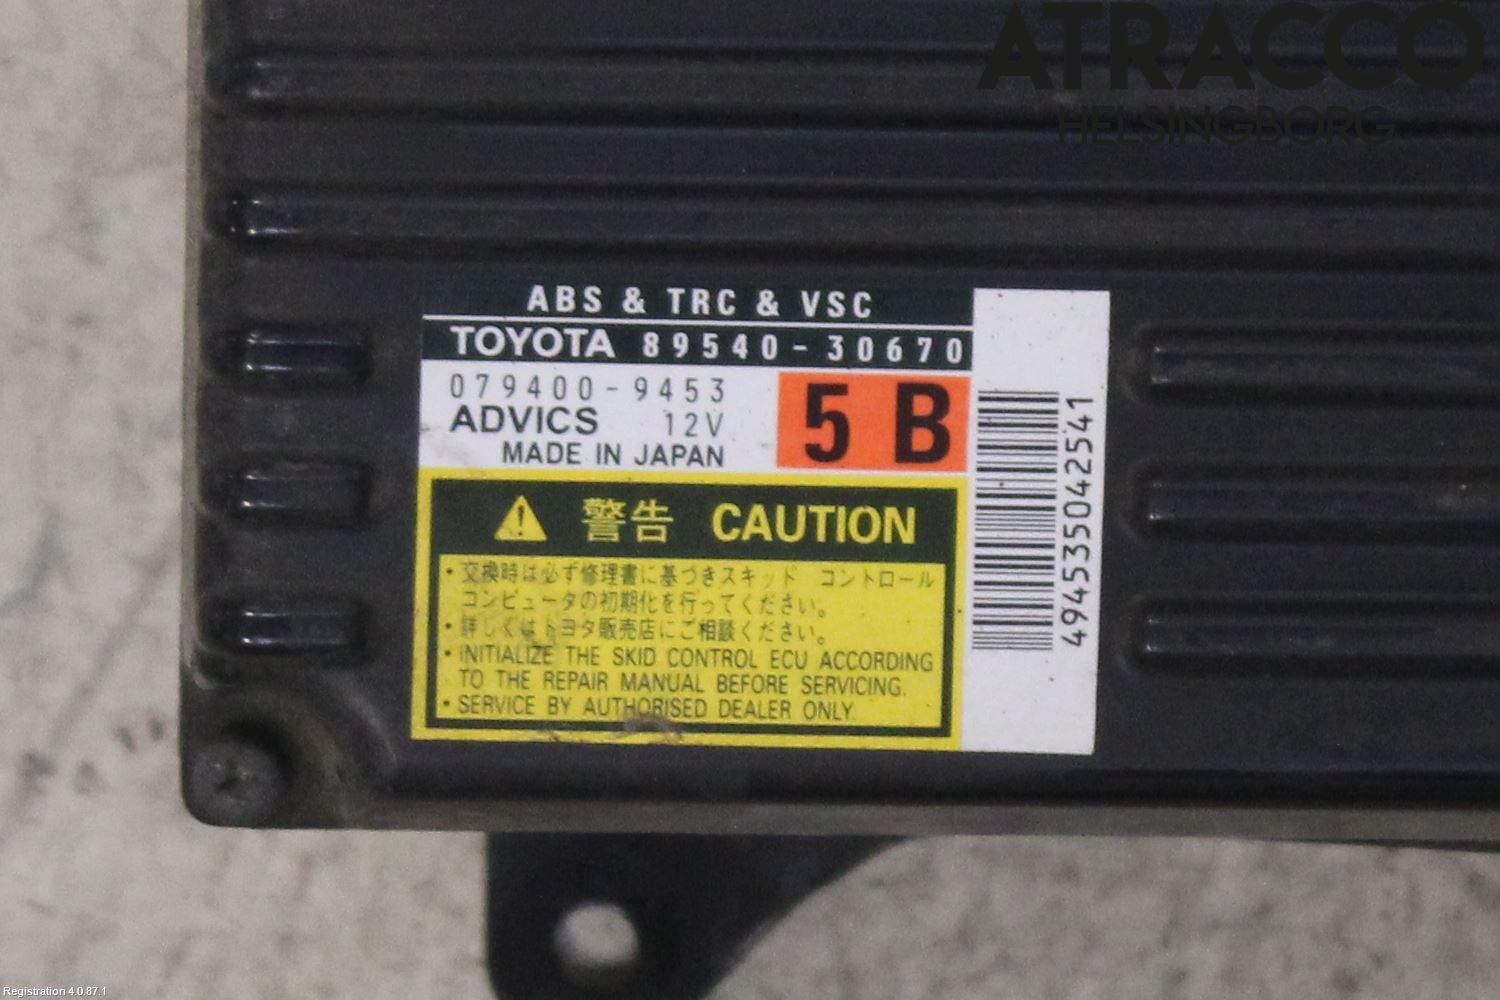 ATRACCO
HELSINGBORG
ABS & TRC & VSC
TOYOTA 89540-30670
079400-9453
ADVICS 12V
MADE IN JAPAN
5 B
494535042541
警告 CAUTION
・交換時は必ず修理書に基づきスキッド コントロール
コンピュータの初期化を行ってください。
・詳しくはトヨタ販売店にご相談ください。
・INITIALIZE THE SKID CONTROL ECU ACCORDING
TO THE REPAIR MANUAL BEFORE SERVICING.
・SERVICE BY AUTHORISED DEALER ONLY.
Registration 4.0.87.1